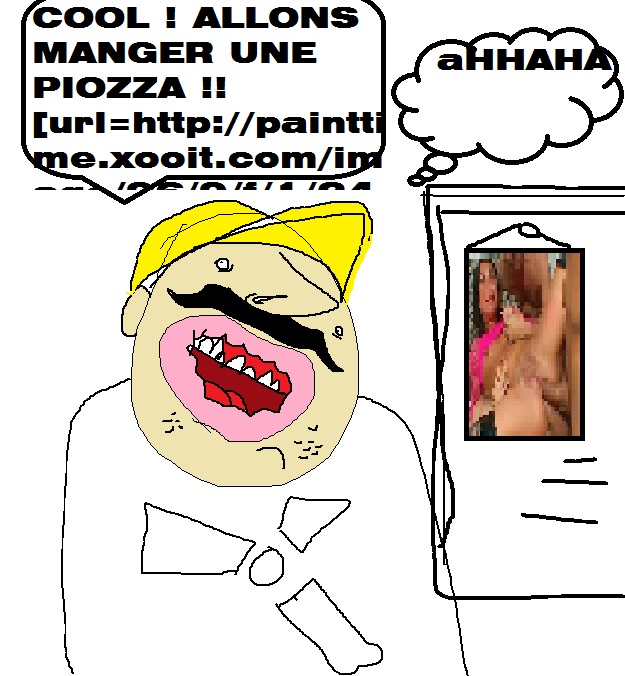 COOL ! ALLONS
MANGER UNE
PIOZZA !!
[url=http://paintti
me.xooit.com/im
aHHAHA